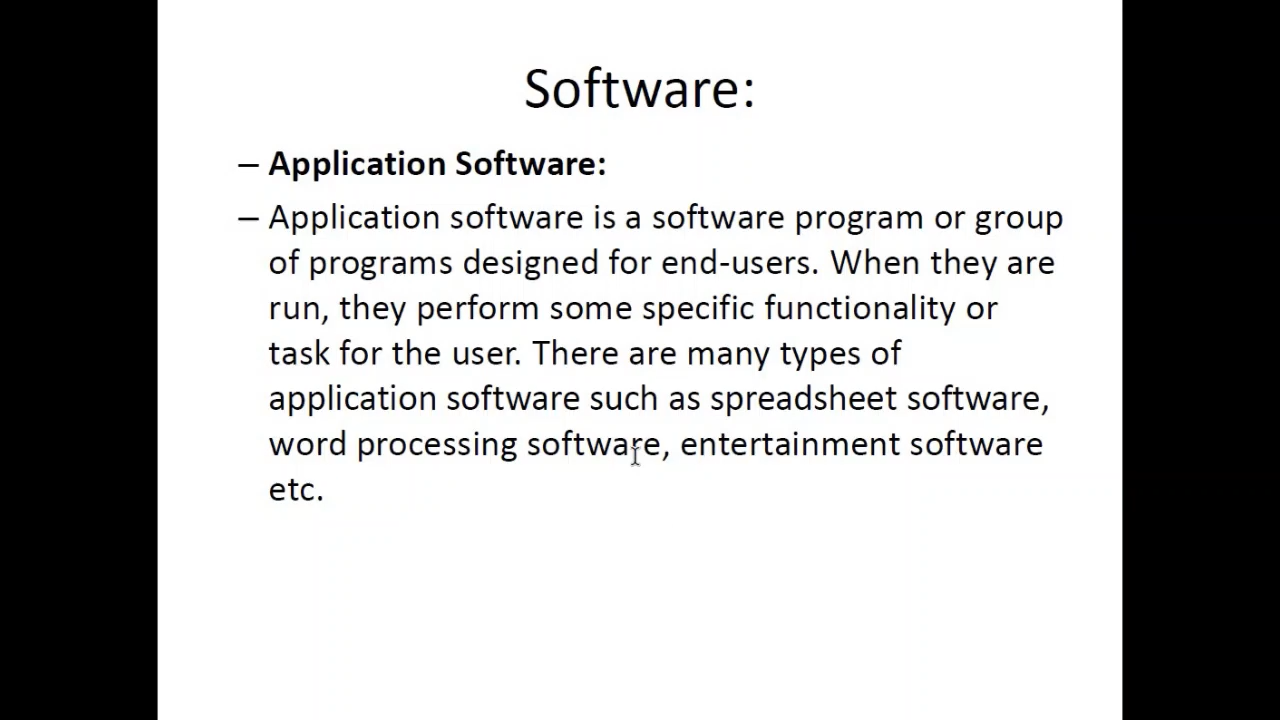 Software:
– Application Software:
– Application software is a software program or group
of programs designed for end-users. When they are
run, they perform some specific functionality or
task for the user. There are many types of
application software such as spreadsheet software,
word processing software, entertainment software
etc.